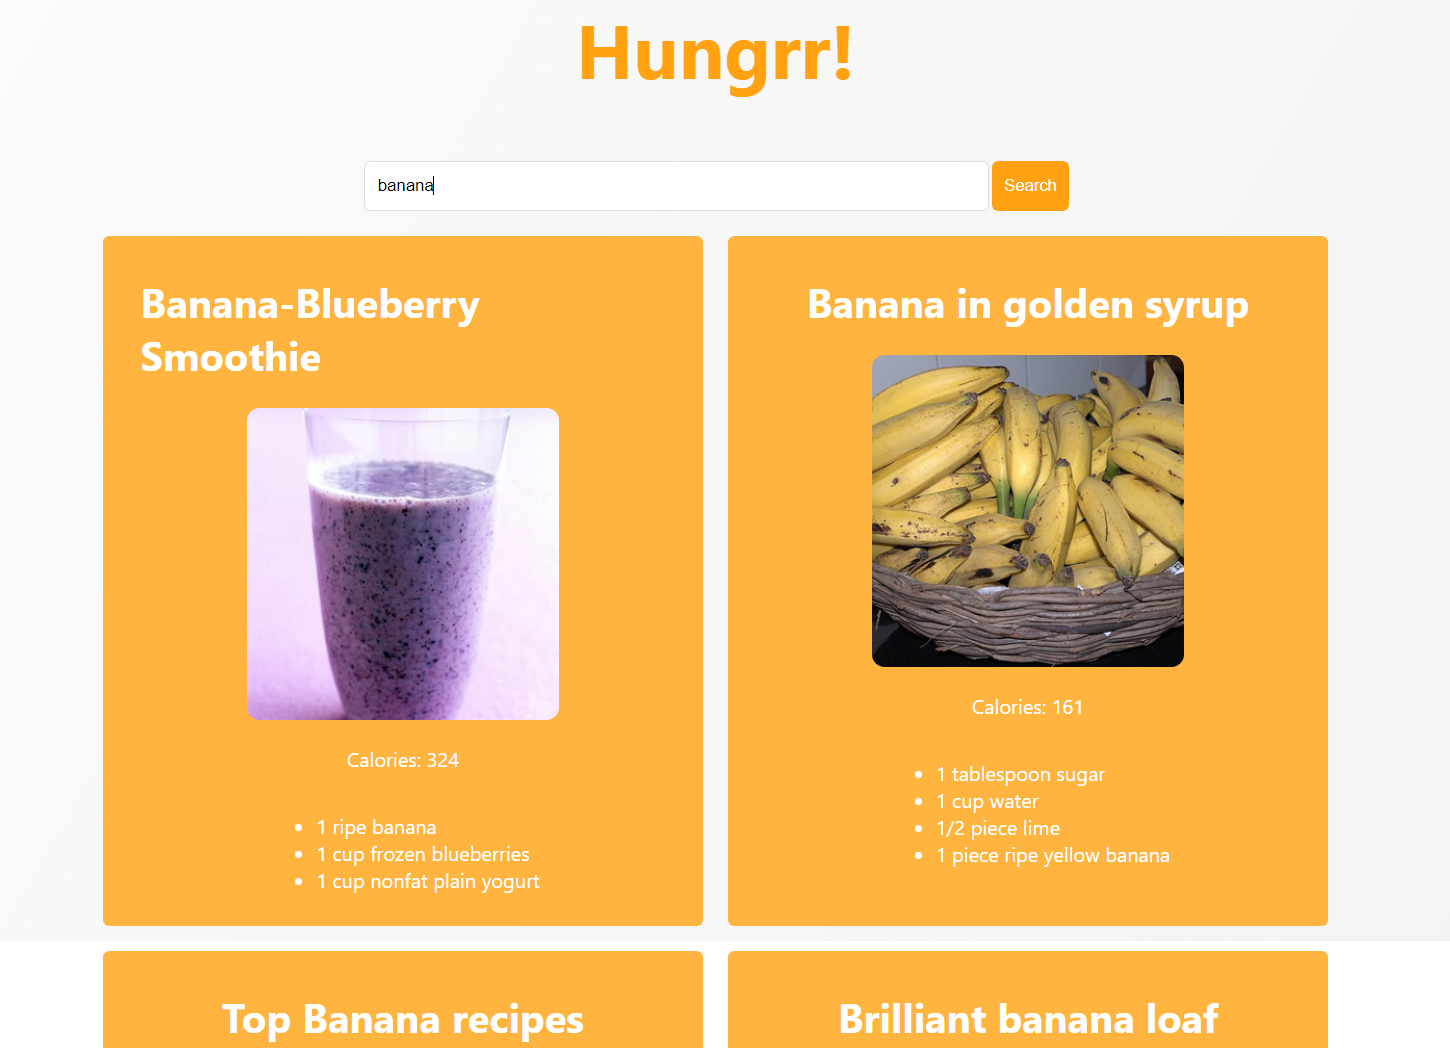 Hungrr!
banana
Search
Banana-Blueberry
Smoothie
Calories: 324
1 ripe banana
1 cup frozen blueberries
1 cup nonfat plain yogurt
Banana in golden syrup
Calories: 161
1 tablespoon sugar
1 cup water
1/2 piece lime
1 piece ripe yellow banana
Top Banana recipes
Brilliant banana loaf